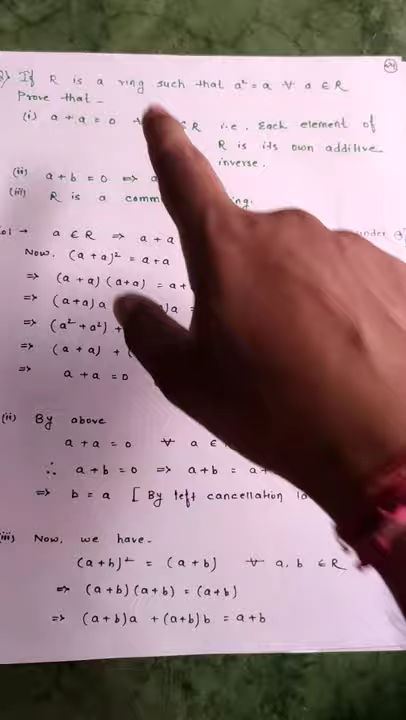 If R is a ring such that a² = a ∀ a ∈ R
Prove that -
(i) a + a = 0 ∈ R i.e. Each element of
R is its own additive
inverse.
(ii) a + b = 0 ⇒
(iii) R is a comm
a ∈ R ⇒ a + a under
Now, (a + a)² = a + a
⇒ (a + a) (a + a) = a +
⇒ (a + a) a =
⇒ (a² + a²) +
⇒ (a + a) + (
⇒ a + a = 0
(ii) By above
a + a = 0 ∀ a ∈
∴ a + b = 0 ⇒ a + b = a +
⇒ b = a [ By left cancellation
(iii) Now, we have -
(a + b)² = (a + b) ∀ a, b ∈ R
⇒ (a + b) (a + b) = (a + b)
⇒ (a + b) a + (a + b) b = a + b